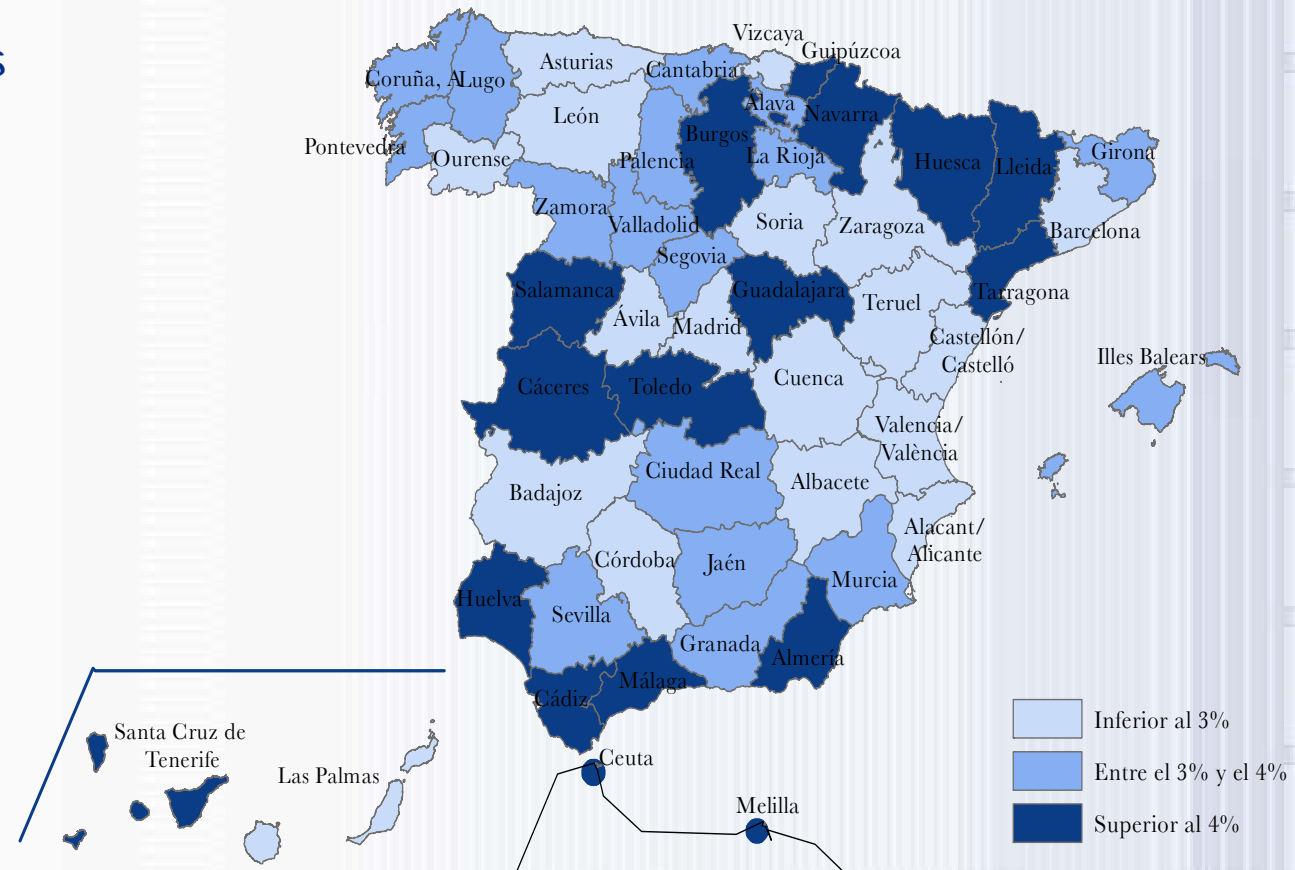 s
Vizcaya
Guipúzcoa
Asturias
Cantabria
Coruña, A
Lugo
León
Álava
Navarra
Burgos
Pontevedra
Ourense
Palencia
La Rioja
Huesca
Lleida
Girona
Zamora
Valladolid
Soria
Zaragoza
Barcelona
Segovia
Salamanca
Guadalajara
Tarragona
Teruel
Ávila
Madrid
Castellón/
Castelló
Illes Balears
Cáceres
Toledo
Cuenca
Valencia/
València
Ciudad Real
Albacete
Badajoz
Alacant/
Alicante
Córdoba
Jaén
Murcia
Huelva
Sevilla
Granada
Almería
Málaga
Cádiz
Santa Cruz de
Tenerife
Las Palmas
Ceuta
Melilla
Inferior al 3%
Entre el 3% y el 4%
Superior al 4%